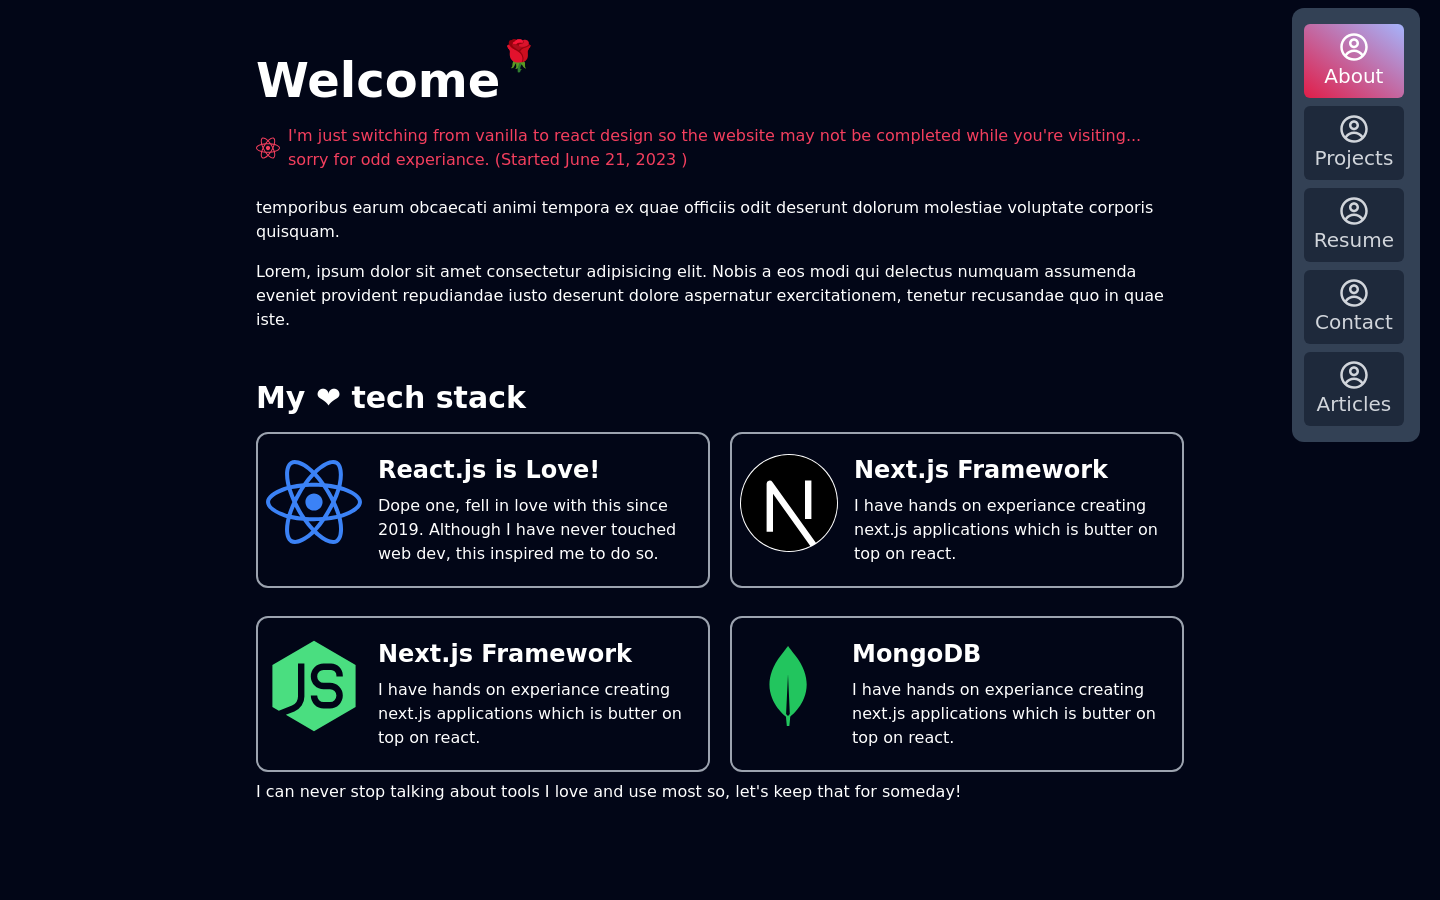 Welcome🌹
I'm just switching from vanilla to react design so the website may not be completed while you're visiting...
sorry for odd experiance. (Started June 21, 2023 )
temporibus earum obcaecati animi tempora ex quae officiis odit deserunt dolorum molestiae voluptate corporis
quisquam.
Lorem, ipsum dolor sit amet consectetur adipisicing elit. Nobis a eos modi qui delectus numquam assumenda
eveniet provident repudiandae iusto deserunt dolore aspernatur exercitationem, tenetur recusandae quo in quae
iste.
My ❤ tech stack
React.js is Love!
Dope one, fell in love with this since
2019. Although I have never touched
web dev, this inspired me to do so.
Next.js Framework
I have hands on experiance creating
next.js applications which is butter on
top on react.
JS
Next.js Framework
I have hands on experiance creating
next.js applications which is butter on
top on react.
MongoDB
I have hands on experiance creating
next.js applications which is butter on
top on react.
I can never stop talking about tools I love and use most so, let's keep that for someday!
About
Projects
Resume
Contact
Articles